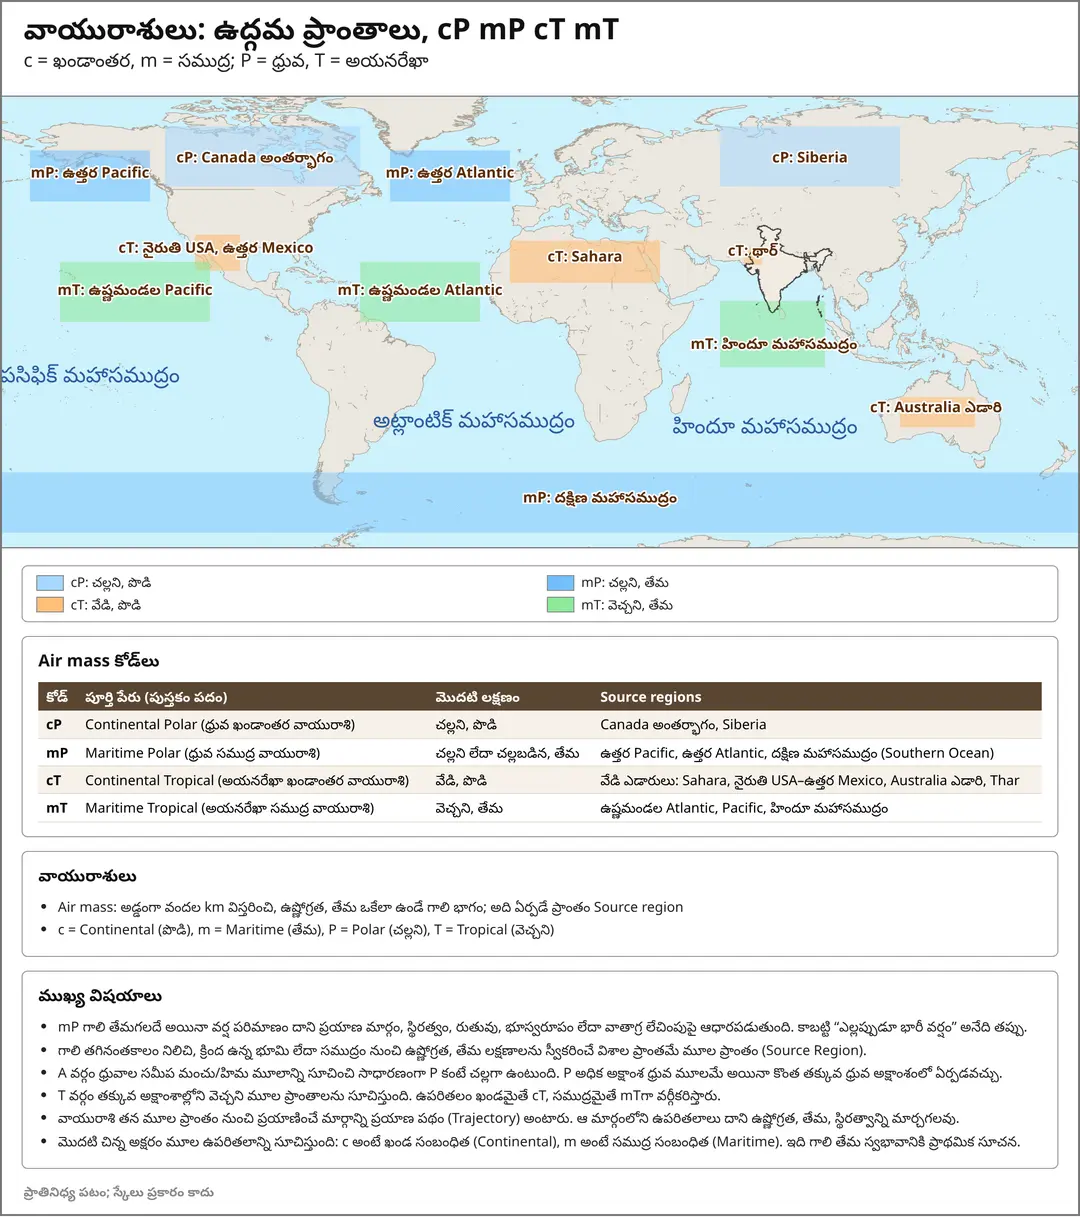 వాయురాశులు: ఉద్గమ ప్రాంతాలు, cP mP cT mT
c = ఖండాంతర, m = సముద్ర; P = ధ్రువ, T = అయనరేఖా
cP: Canada అంతర్భాగం
cP: Siberia
mP: ఉత్తర Pacific
mP: ఉత్తర Atlantic
cT: నైరుతి USA, ఉత్తర Mexico
cT: Sahara
cT: థార్
mT: ఉష్ణమండల Pacific
mT: ఉష్ణమండల Atlantic
mT: హిందూ మహాసముద్రం
పసిఫిక్ మహాసముద్రం
cT: Australia ఎడారి
అట్లాంటిక్ మహాసముద్రం
హిందూ మహాసముద్రం
mP: దక్షిణ మహాసముద్రం
cP: చల్లని, పొడి
mP: చల్లని, తేమ
cT: వేడి, పొడి
mT: వెచ్చని, తేమ
Air mass కోడ్‌లు
కోడ్ పూర్తి పేరు (పుస్తకం పదం) మొదటి లక్షణం Source regions
cP Continental Polar (ధ్రువ ఖండాంతర వాయురాశి) చల్లని, పొడి Canada అంతర్భాగం, Siberia
mP Maritime Polar (ధ్రువ సముద్ర వాయురాశి) చల్లని లేదా చల్లబడిన, తేమ ఉత్తర Pacific, ఉత్తర Atlantic, దక్షిణ మహాసముద్రం (Southern Ocean)
cT Continental Tropical (అయనరేఖా ఖండాంతర వాయురాశి) వేడి, పొడి వేడి ఎడారులు: Sahara, నైరుతి USA–ఉత్తర Mexico, Australia ఎడారి, Thar
mT Maritime Tropical (అయనరేఖా సముద్ర వాయురాశి) వెచ్చని, తేమ ఉష్ణమండల Atlantic, Pacific, హిందూ మహాసముద్రం
వాయురాశులు
• Air mass: అడ్డంగా వందల km విస్తరించి, ఉష్ణోగ్రత, తేమ ఒకేలా ఉండే గాలి భాగం; అది ఏర్పడే ప్రాంతం Source region
• c = Continental (పొడి), m = Maritime (తేమ), P = Polar (చల్లని), T = Tropical (వెచ్చని)
ముఖ్య విషయాలు
• mP గాలి తేమగలదే అయినా వర్ష పరిమాణం దాని ప్రయాణ మార్గం, స్థిరత్వం, రుతువు, భూస్వరూపం లేదా వాతాగ్ర లేచింపుపై ఆధారపడుతుంది. కాబట్టి “ఎల్లప్పుడూ భారీ వర్షం” అనేది తప్పు.
• గాలి తగినంతకాలం నిలిచి, క్రింద ఉన్న భూమి లేదా సముద్రం నుంచి ఉష్ణోగ్రత, తేమ లక్షణాలను స్వీకరించే విశాల ప్రాంతమే మూల ప్రాంతం (Source Region).
• A వర్గం ధ్రువాల సమీప మంచు/హిమ మూలాన్ని సూచించి సాధారణంగా P కంటే చల్లగా ఉంటుంది. P అధిక అక్షాంశ ధ్రువ మూలమే అయినా కొంత తక్కువ ధ్రువ అక్షాంశంలో ఏర్పడవచ్చు.
• T వర్గం తక్కువ అక్షాంశాల్లోని వెచ్చని మూల ప్రాంతాలను సూచిస్తుంది. ఉపరితలం ఖండమైతే cT, సముద్రమైతే mTగా వర్గీకరిస్తారు.
• వాయురాశి తన మూల ప్రాంతం నుంచి ప్రయాణించే మార్గాన్ని ప్రయాణ పథం (Trajectory) అంటారు. ఆ మార్గంలోని ఉపరితలాలు దాని ఉష్ణోగ్రత, తేమ, స్థిరత్వాన్ని మార్చగలవు.
• మొదటి చిన్న అక్షరం మూల ఉపరితలాన్ని సూచిస్తుంది: c అంటే ఖండ సంబంధిత (Continental), m అంటే సముద్ర సంబంధిత (Maritime). ఇది గాలి తేమ స్వభావానికి ప్రాథమిక సూచన.
ప్రాతినిధ్య పటం; స్కేలు ప్రకారం కాదు